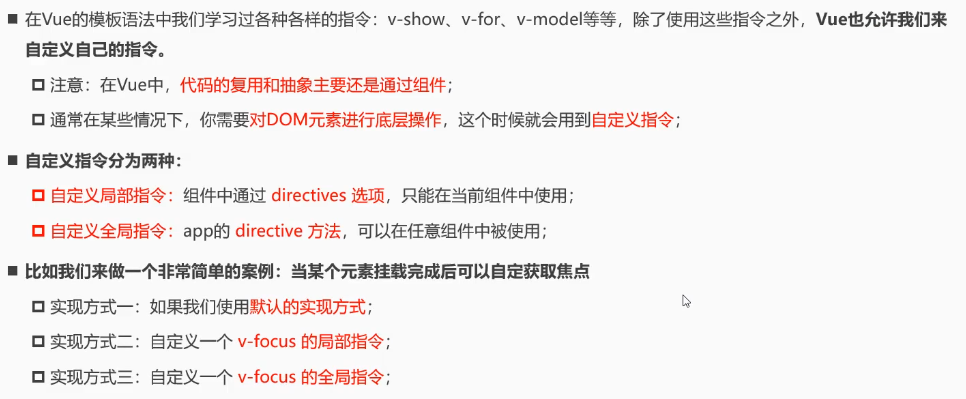 在Vue的模板语法中我们学习过各种各样的指令：v-show、v-for、v-model等等，除了使用这些指令之外，Vue也允许我们来
自定义自己的指令。
注意：在Vue中，代码的复用和抽象主要还是通过组件；
通常在某些情况下，你需要对DOM元素进行底层操作，这个时候就会用到自定义指令；
自定义指令分为两种：
自定义局部指令：组件中通过 directives 选项，只能在当前组件中使用；
自定义全局指令：app的 directive 方法，可以在任意组件中被使用；
比如我们来做一个非常简单的案例：当某个元素挂载完成后可以自定获取焦点
实现方式一：如果我们使用默认的实现方式；
实现方式二：自定义一个 v-focus 的局部指令；
实现方式三：自定义一个 v-focus 的全局指令；